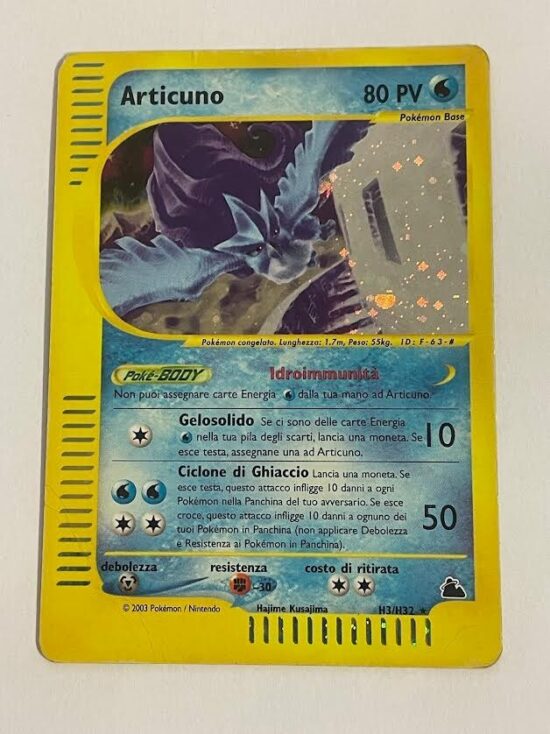 Articuno 80 PV
Pokémon Base
Pokémon congelato. Lunghezza: 1.7m, Peso: 55kg. ID: F-63-#
Poké-BODY Idroimmunità
Non puoi assegnare carte Energia dalla tua mano ad Articuno.
Gelosolido Se ci sono delle carte Energia
nella tua pila degli scarti, lancia una moneta. Se
esce testa, assegnare una ad Articuno.
10
Ciclone di Ghiaccio Lancia una moneta. Se
esce testa, questo attacco infligge 10 danni a ogni
Pokémon nella Panchina del tuo avversario. Se esce
croce, questo attacco infligge 10 danni a ognuno dei
tuoi Pokémon in Panchina (non applicare Debolezza
e Resistenza ai Pokémon in Panchina).
50
debolezza resistenza costo di ritirata
-30
© 2003 Pokémon / Nintendo Hajime Kusajima H3/H32 ★